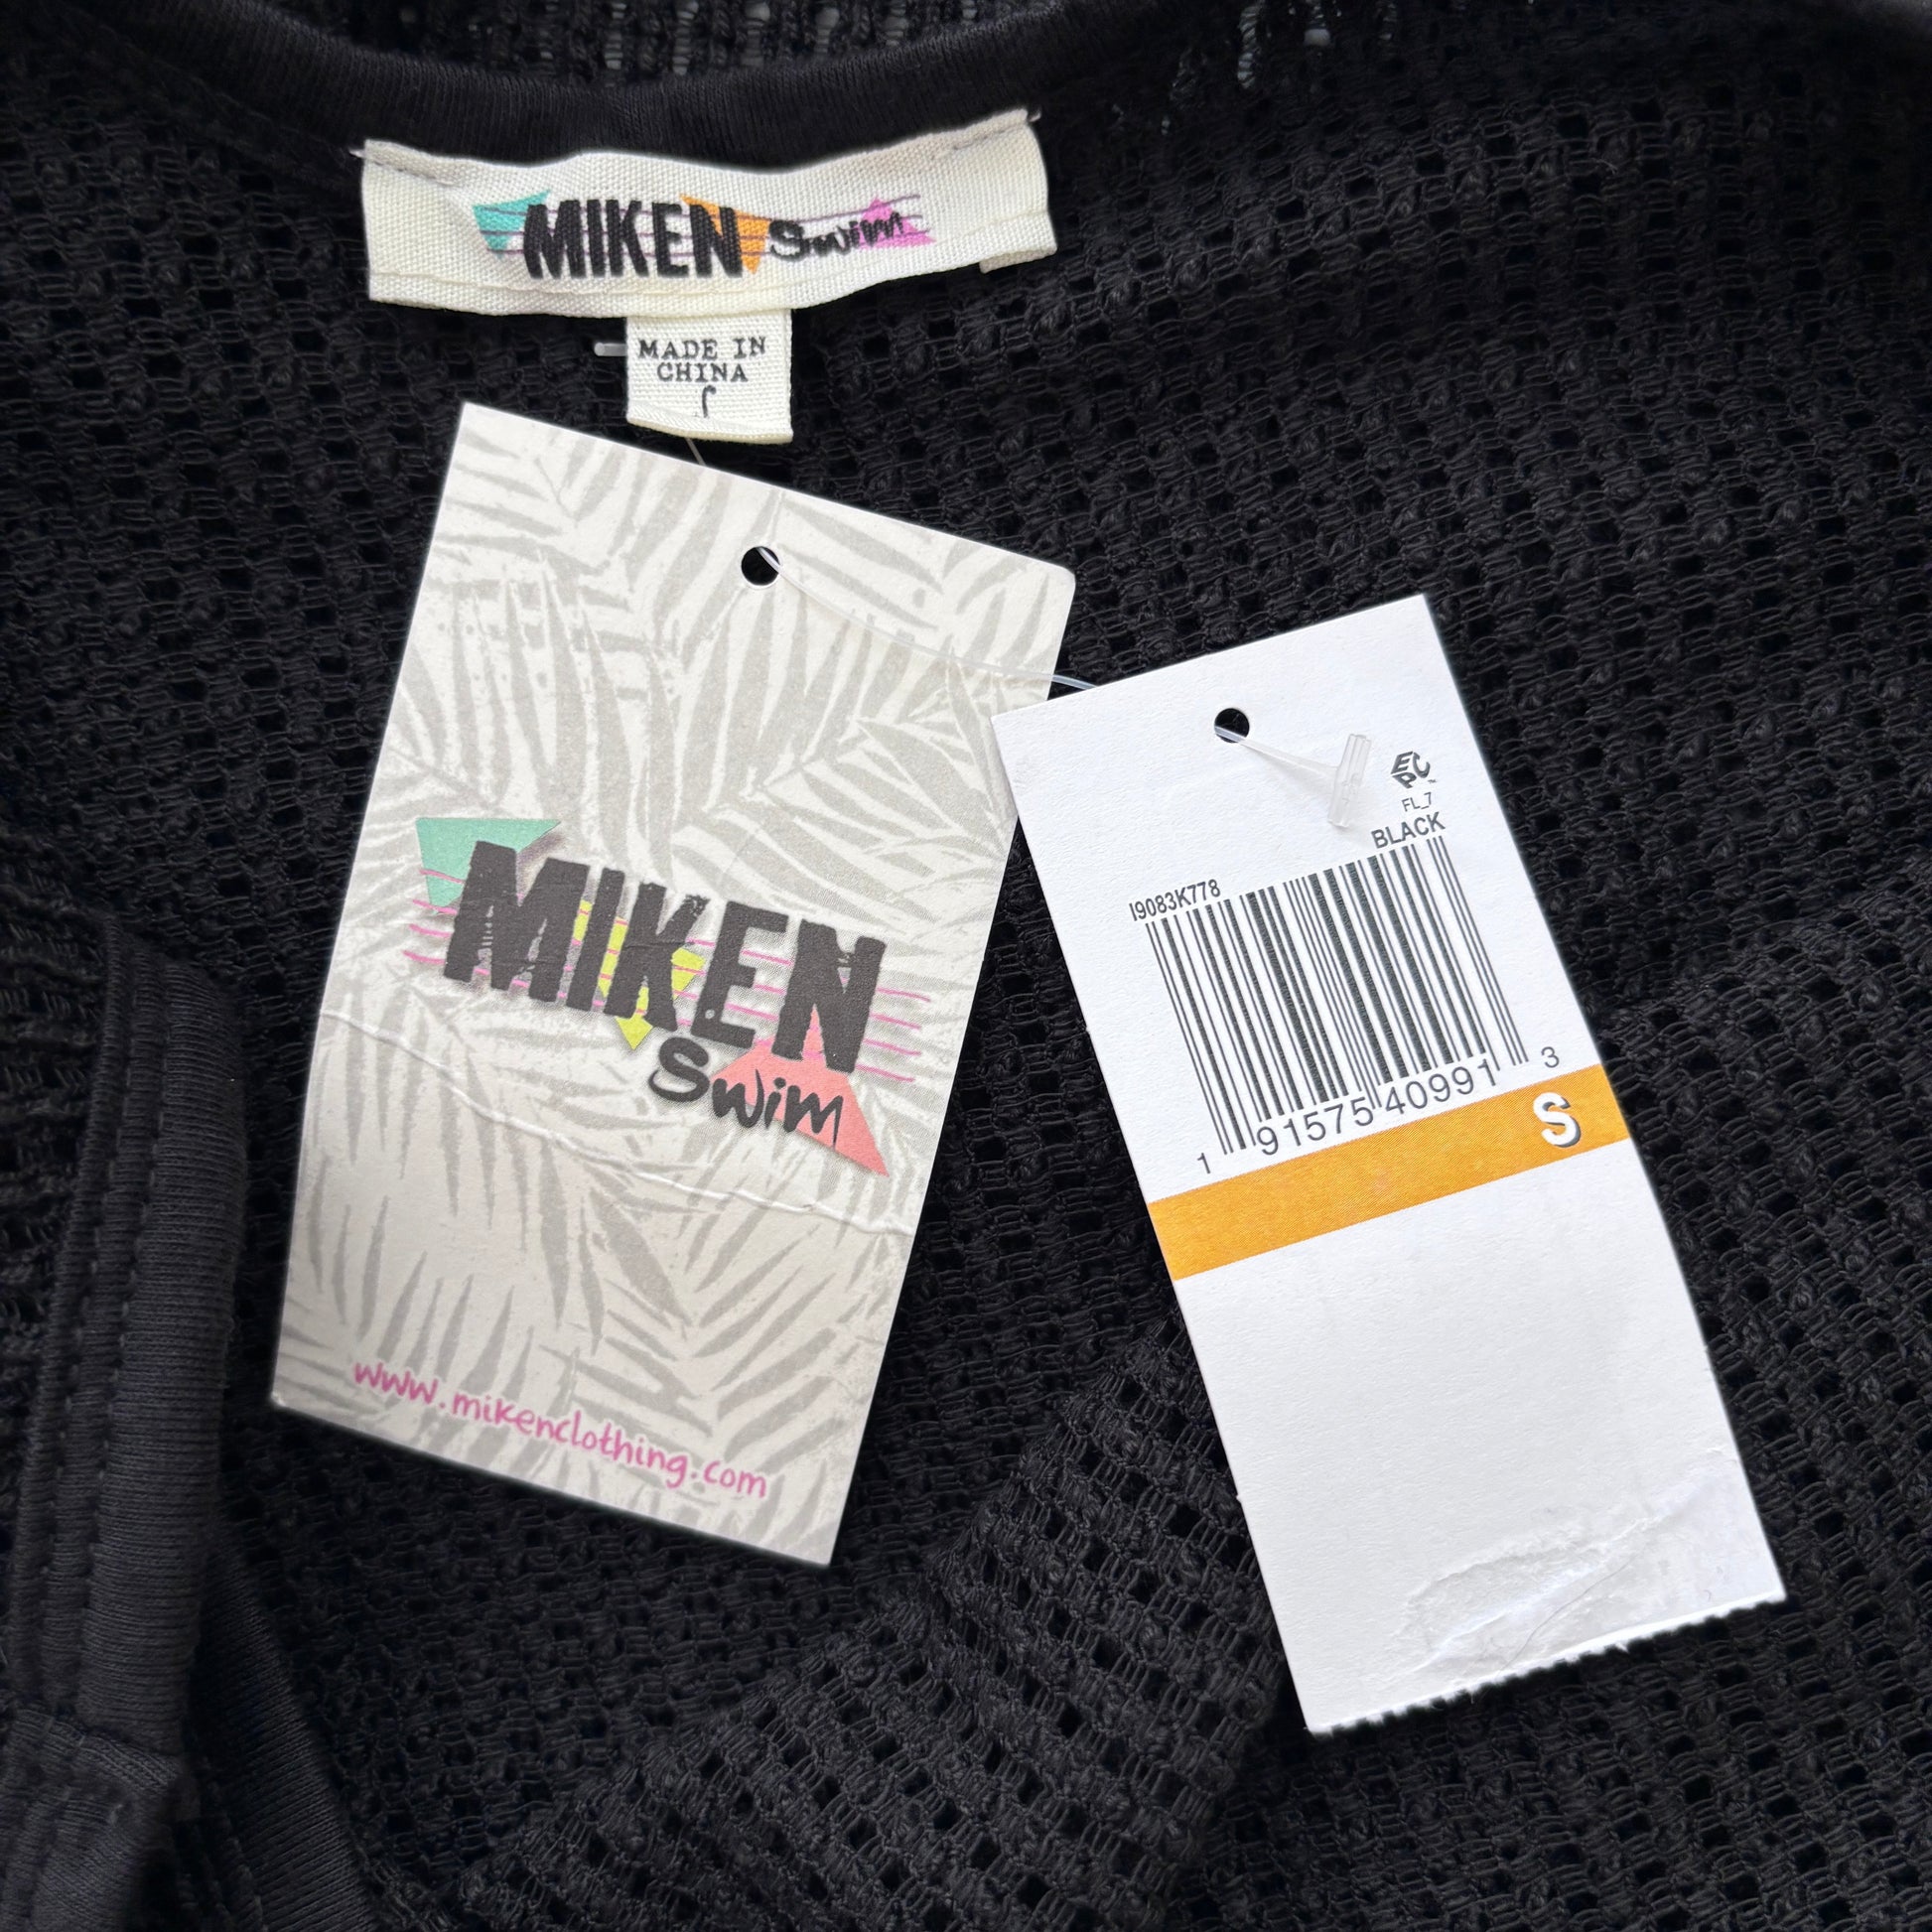 MIKEN Swim
MADE IN
CHINA
MIKEN
Swim
www.mikenclothing.com
EPC
FL_7
BLACK
I9083K778
1 91575 40991 3
S